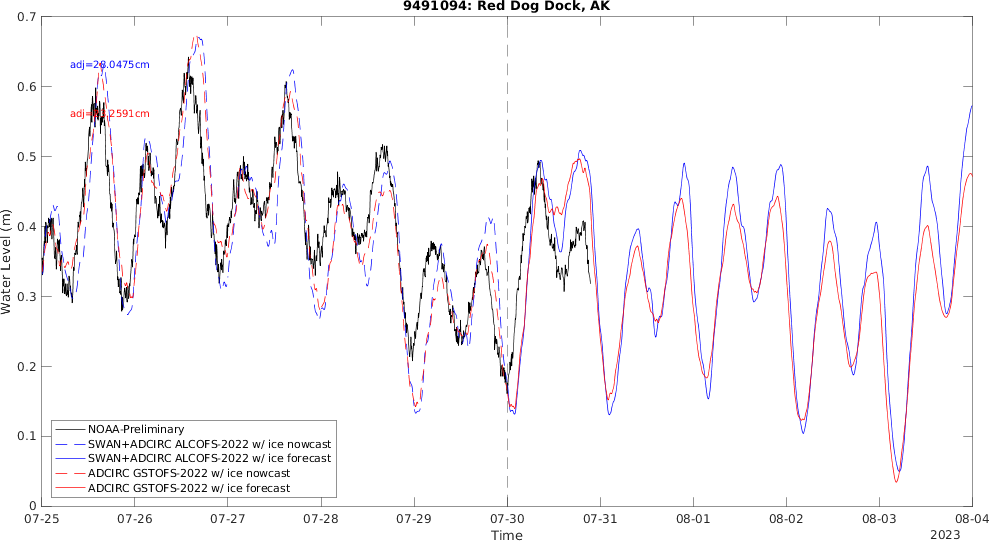 9491094: Red Dog Dock, AK
0.7
0.6
0.5
0.4
0.3
0.2
0.1
0
Water Level (m)
adj=28.0475cm
NOAA-Preliminary
SWAN+ADCIRC ALCOFS-2022 w/ ice nowcast
SWAN+ADCIRC ALCOFS-2022 w/ ice forecast
ADCIRC GSTOFS-2022 w/ ice nowcast
ADCIRC GSTOFS-2022 w/ ice forecast
07-25 07-26 07-27 07-28 07-29 07-30 07-31 08-01 08-02 08-03 08-04
Time
2023